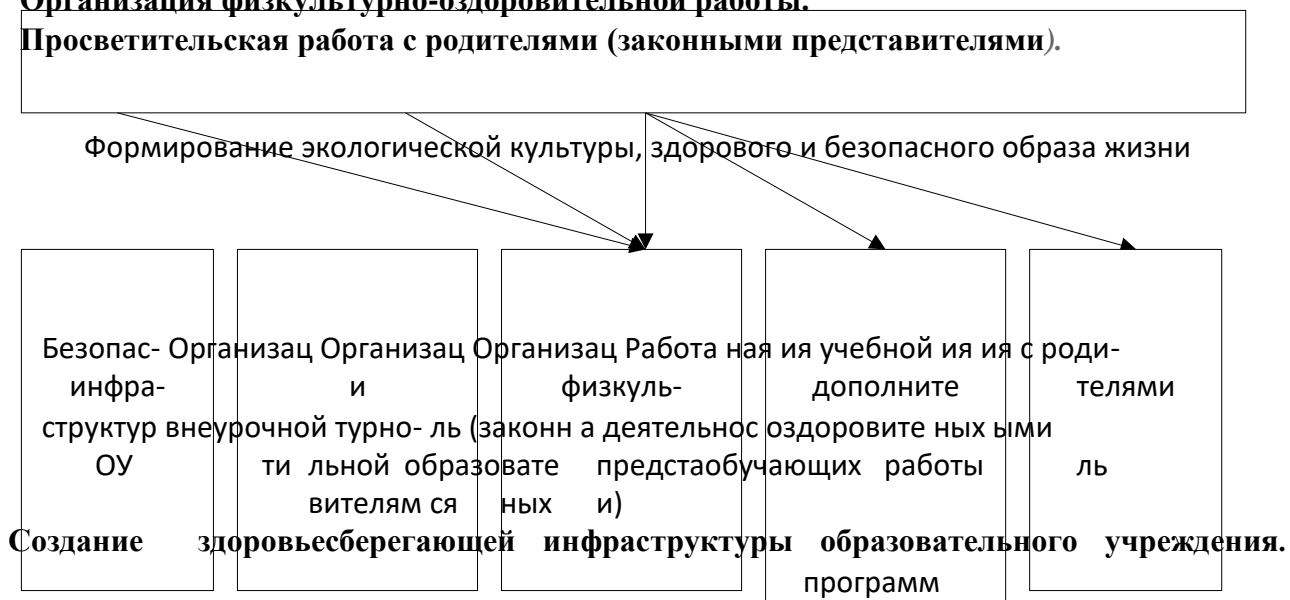 Организация физкультурно-оздоровительной работы.
Просветительская работа с родителями (законными представителями).
Формирование экологической культуры, здорового и безопасного образа жизни
Безопас- Организац Организац Организац Работа ная ия учебной ия ия с роди-
инфра- и физкуль- дополните телями
структур внеурочной турно- ль (законн а деятельнос оздоровите ных ыми
ОУ ти льной образовате предстаобучающих работы ль
вителям ся ных и)
Создание здоровьесберегающей инфраструктуры образовательного учреждения.
программ